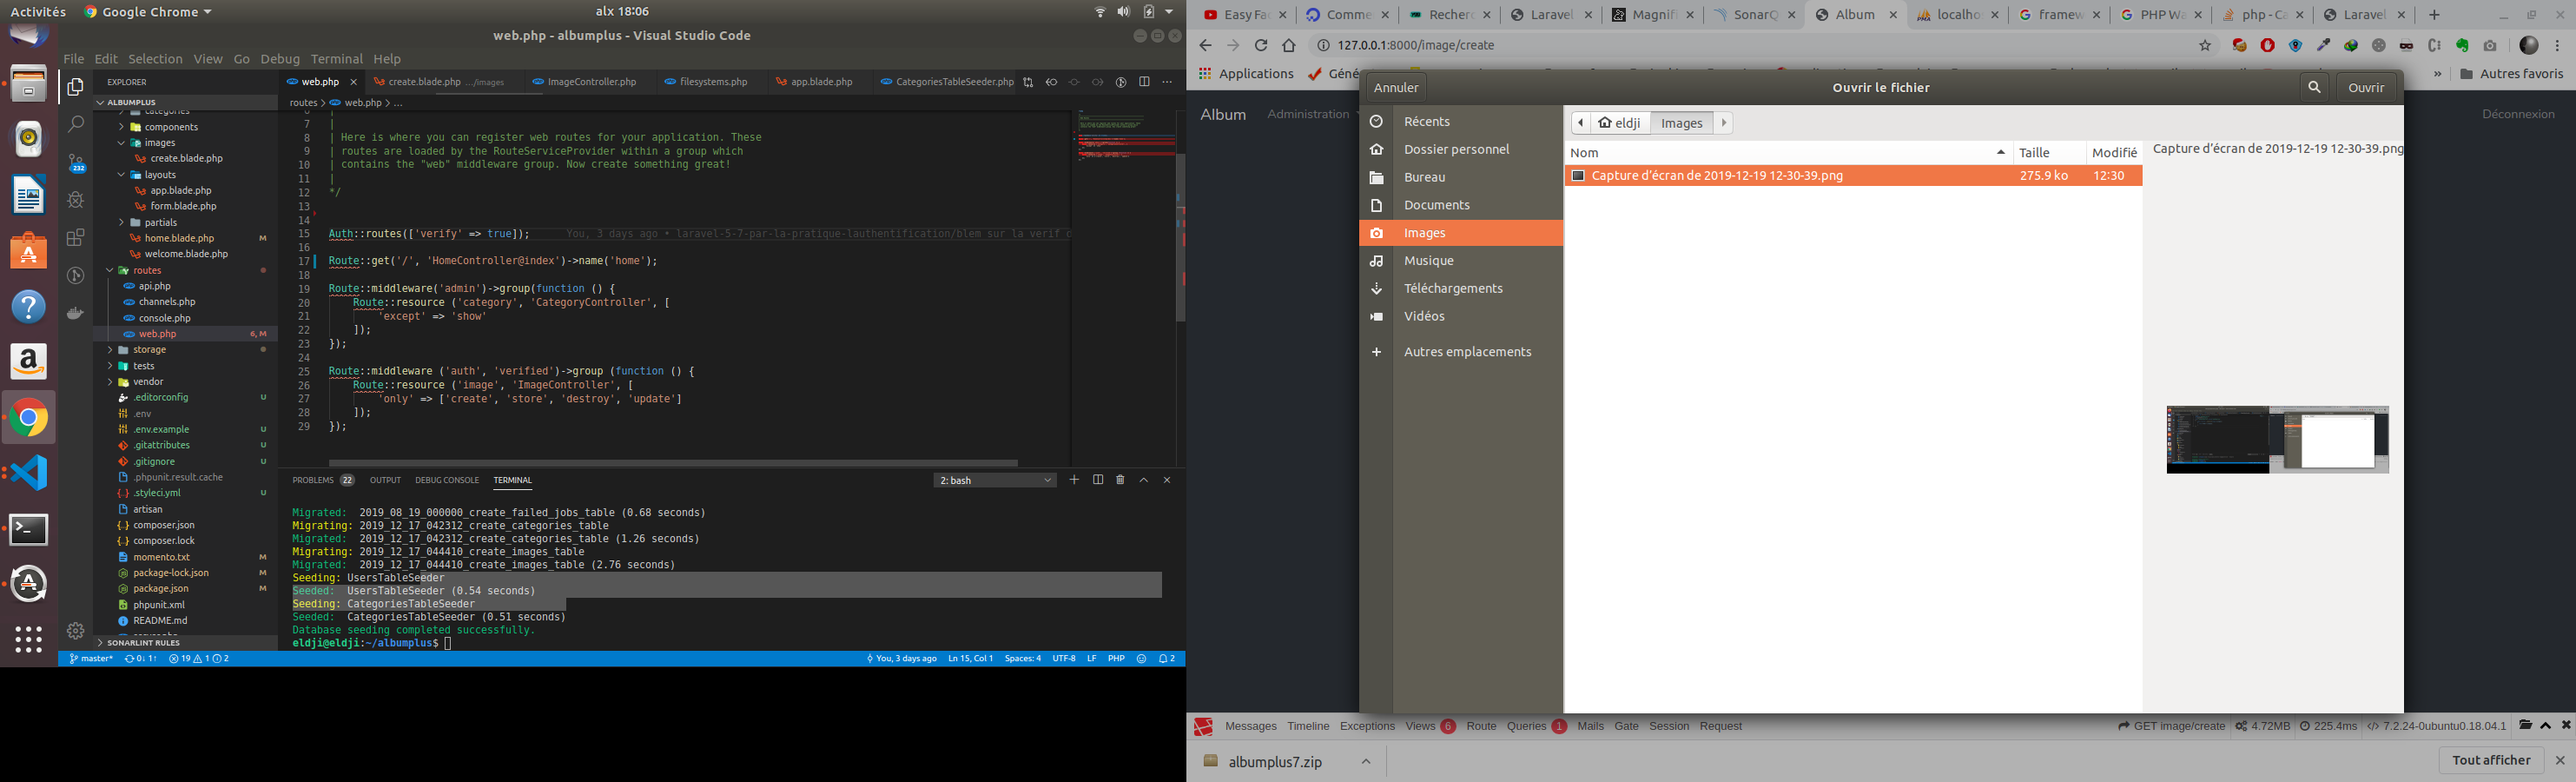 Activités
Google Chrome
alx 18:06
web.php - albumplus - Visual Studio Code
File Edit Selection View Go Debug Terminal Help
EXPLORER
ALBUMPLUS
categories
components
images
create.blade.php
layouts
app.blade.php
form.blade.php
partials
home.blade.php M
welcome.blade.php
routes
api.php
channels.php
console.php
web.php 6, M
storage
tests
vendor
.editorconfig U
.env
.env.example U
.gitattributes U
.gitignore U
.phpunit.result.cache
.styleci.yml U
artisan
composer.json
composer.lock
momento.txt M
package-lock.json M
package.json M
phpunit.xml
README.md
SONARLINT RULES
232
web.php
create.blade.php .../images
ImageController.php
filesystems.php
app.blade.php
CategoriesTableSeeder.php
routes > web.php > ...
6 |
7 |
8 | Here is where you can register web routes for your application. These
9 | routes are loaded by the RouteServiceProvider within a group which
10 | contains the "web" middleware group. Now create something great!
11 |
12 */
13
14
15 Auth::routes(['verify' => true]); You, 3 days ago • laravel-5-7-par-la-pratique-lauthentification/blem sur la verif d
16
17 Route::get('/', 'HomeController@index')->name('home');
18
19 Route::middleware('admin')->group(function () {
20 Route::resource ('category', 'CategoryController', [
21 'except' => 'show'
22 ]);
23 });
24
25 Route::middleware ('auth', 'verified')->group (function () {
26 Route::resource ('image', 'ImageController', [
27 'only' => ['create', 'store', 'destroy', 'update']
28 ]);
29 });
PROBLEMS 22 OUTPUT DEBUG CONSOLE TERMINAL 2: bash
Migrated: 2019_08_19_000000_create_failed_jobs_table (0.68 seconds)
Migrating: 2019_12_17_042312_create_categories_table
Migrated: 2019_12_17_042312_create_categories_table (1.26 seconds)
Migrating: 2019_12_17_044410_create_images_table
Migrated: 2019_12_17_044410_create_images_table (2.76 seconds)
Seeding: UsersTableSeeder
Seeded: UsersTableSeeder (0.54 seconds)
Seeding: CategoriesTableSeeder
Seeded: CategoriesTableSeeder (0.51 seconds)
Database seeding completed successfully.
eldji@eldji:~/albumplus$
master* 0↓ 1↑ 19 1 2 You, 3 days ago Ln 15, Col 1 Spaces: 4 UTF-8 LF PHP 2
Easy Fa Comme Recher Laravel Magnifi SonarQ Album localho framew PHP Wa php - Ca Laravel
127.0.0.1:8000/image/create
Applications Géné » Autres favoris
Album Administration Déconnexion
Annuler Ouvrir le fichier Ouvrir
Récents
Dossier personnel
Bureau
Documents
Images
Musique
Téléchargements
Vidéos
Autres emplacements
eldji Images
Nom Taille Modifié
Capture d'écran de 2019-12-19 12-30-39.png 275.9 ko 12:30
Capture d'écran de 2019-12-19 12-30-39.png
Messages Timeline Exceptions Views 6 Route Queries 1 Mails Gate Session Request GET image/create 4.72MB 225.4ms 7.2.24-0ubuntu0.18.04.1
albumplus7.zip Tout afficher